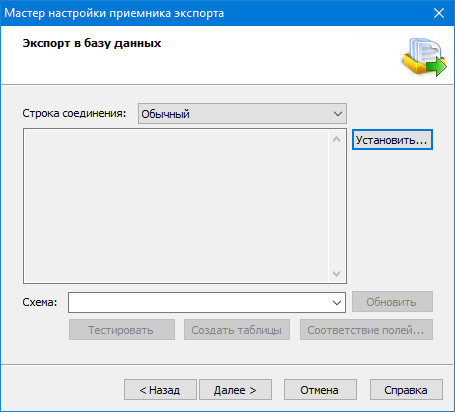 Мастер настройки приемника экспорта
Экспорт в базу данных
Строка соединения: Обычный
Установить...
Схема: Обновить
Тестировать Создать таблицы Соответствие полей...
< Назад Далее > Отмена Справка